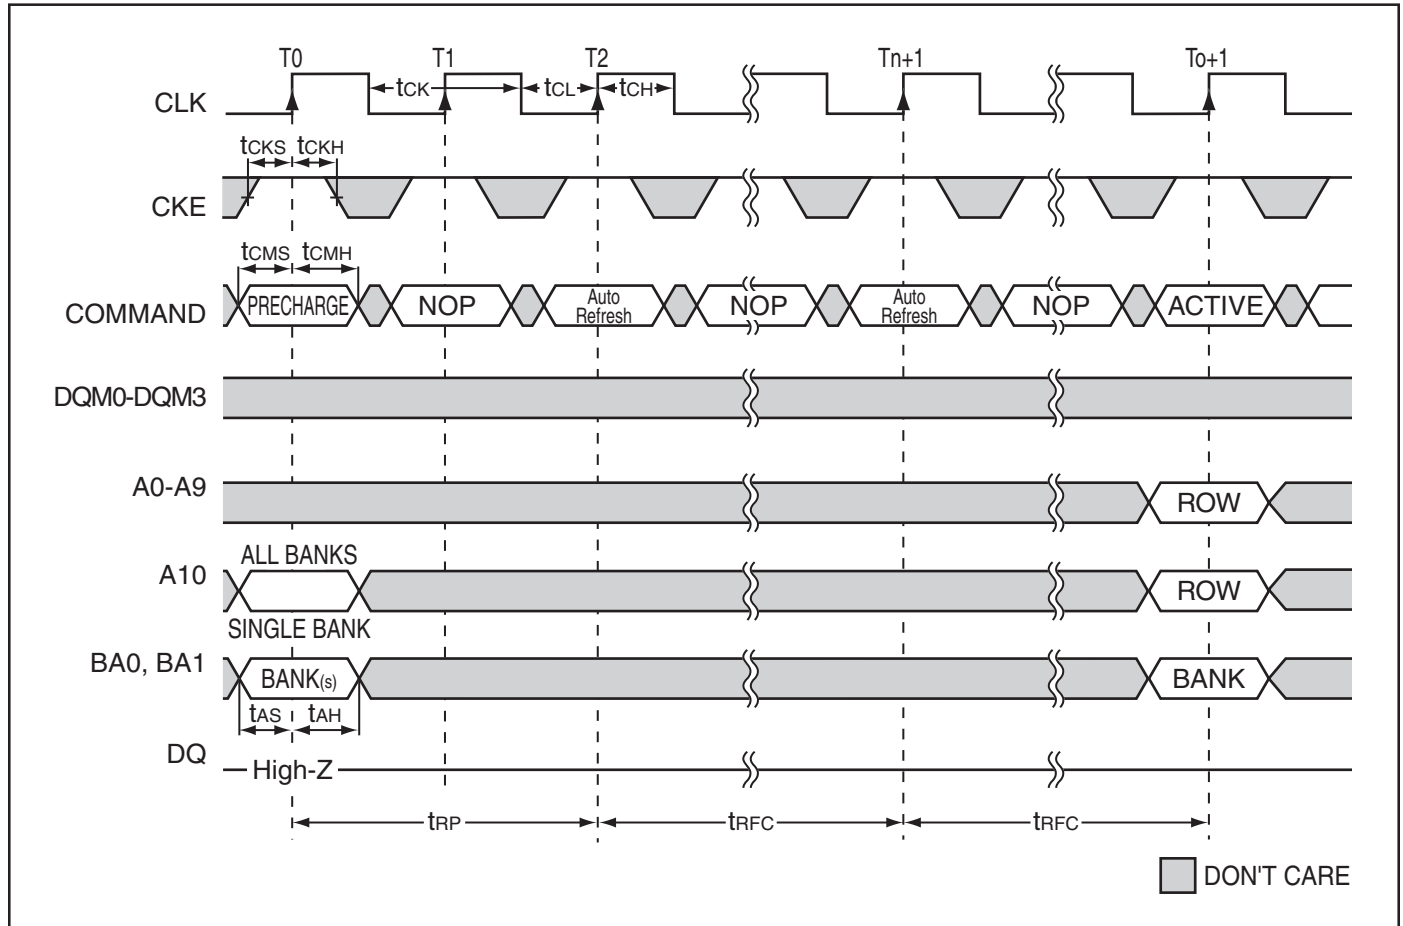 T0 T1 T2 Tn+1 To+1
CLK tCK tCL tCH
tCKS tCKH
CKE
tCMS tCMH
COMMAND PRECHARGE NOP Auto Refresh NOP Auto Refresh NOP ACTIVE
DQM0-DQM3
A0-A9 ROW
ALL BANKS
A10 ROW
SINGLE BANK
BA0, BA1 BANK(s) BANK
tAS tAH
DQ High-Z
tRP tRFC tRFC
DON'T CARE